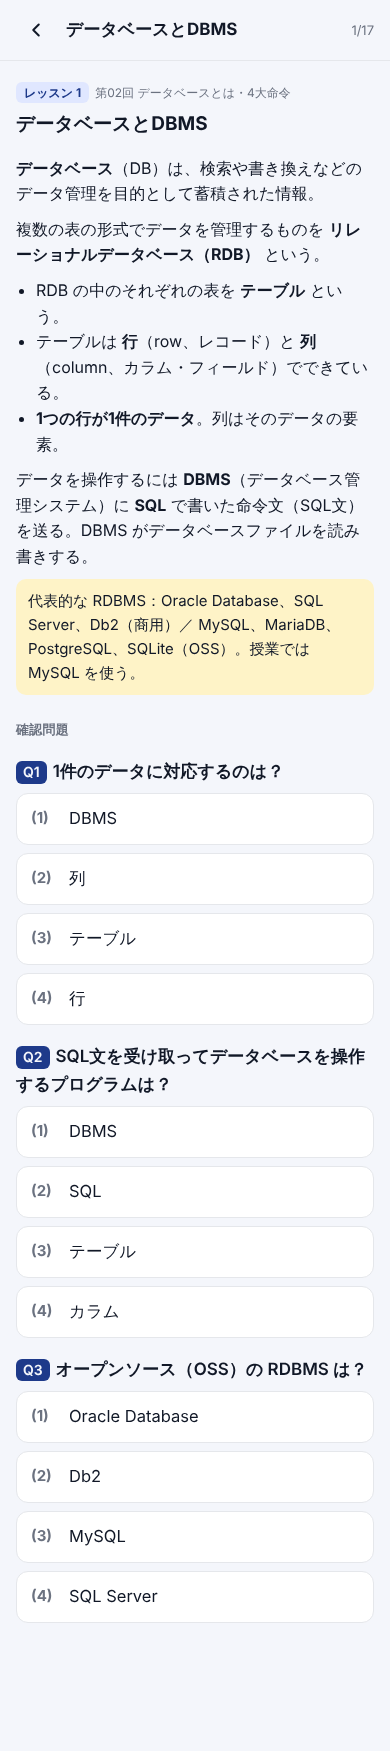 データベースとDBMS
1/17
レッスン 1 第02回 データベースとは・4大命令
データベースとDBMS
データベース（DB）は、検索や書き換えなどの
データ管理を目的として蓄積された情報。
複数の表の形式でデータを管理するものを リレ
ーショナルデータベース（RDB） という。
• RDB の中のそれぞれの表を テーブル とい
う。
• テーブルは 行（row、レコード）と 列
（column、カラム・フィールド）でできてい
る。
• 1つの行が1件のデータ。列はそのデータの要
素。
データを操作するには DBMS（データベース管
理システム）に SQL で書いた命令文（SQL文）
を送る。DBMS がデータベースファイルを読み
書きする。
代表的な RDBMS：Oracle Database、SQL
Server、Db2（商用）／ MySQL、MariaDB、
PostgreSQL、SQLite（OSS）。授業では
MySQL を使う。
確認問題
Q1 1件のデータに対応するのは？
(1) DBMS
(2) 列
(3) テーブル
(4) 行
Q2 SQL文を受け取ってデータベースを操作
するプログラムは？
(1) DBMS
(2) SQL
(3) テーブル
(4) カラム
Q3 オープンソース（OSS）の RDBMS は？
(1) Oracle Database
(2) Db2
(3) MySQL
(4) SQL Server